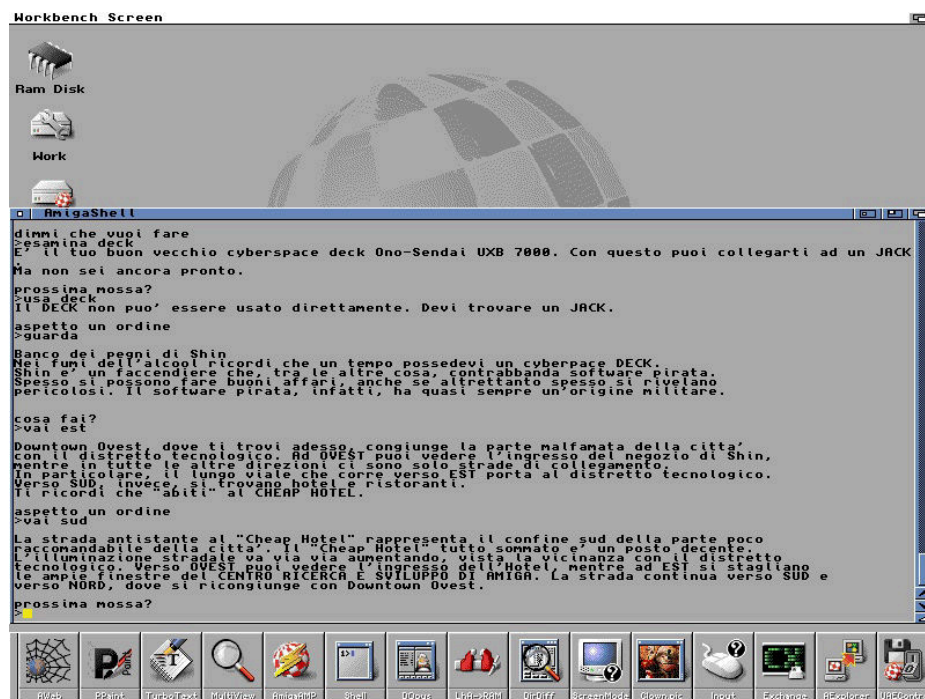 Workbench Screen
Ram Disk
Work
AmigaShell
dimmi che vuoi fare
>esamina deck
E' il tuo buon vecchio cyberspace deck Ono-Sendai UXB 7000. Con questo puoi collegarti ad un JACK
.
Ma non sei ancora pronto.
prossima mossa?
>usa deck
Il DECK non puo' essere usato direttamente. Devi trovare un JACK.
aspetto un ordine
>guarda
Banco dei pegni di Shin
Nei fumi dell'alcool ricordi che un tempo possedevi un cyberpace DECK.
Shin e' un faccendiere che, tra le altre cosa, contrabbanda software pirata.
Spesso si possono fare buoni affari, anche se altrettanto spesso si rivelano
pericolosi. Il software pirata, infatti, ha quasi sempre un'origine militare.
cosa fai?
>vai est
Downtown Ovest, dove ti trovi adesso, congiunge la parte malfamata della citta'
con il distretto tecnologico. Ad OVEST puoi vedere l'ingresso del negozio di Shin,
mentre in tutte le altre direzioni ci sono solo strade di collegamento.
In particolare, il lungo viale che corre verso EST porta al distretto tecnologico.
Verso SUD, invece, si trovano hotel e ristoranti.
Ti ricordi che "abiti" al CHEAP HOTEL.
aspetto un ordine
>vai sud
La strada antistante al "Cheap Hotel" rappresenta il confine sud della parte poco
raccomandabile della citta'. Il "Cheap Hotel" tutto sommato e' un posto decente.
L'illuminazione stradale va via via aumentando, vista la vicinanza con il distretto
tecnologico. Verso OVEST puoi vedere l'ingresso dell'Hotel, mentre ad EST si stagliano
le ampie finestre dell CENTRO RICERCA E SVILUPPO DI AMIGA. La strada continua verso SUD e
verso NORD, dove si ricongiunge con Downtown Ovest.
prossima mossa?
>
AWeb PPaint TurboText MultiView AmigaAMP Shell DOpus LhA->RAM DirDiff ScreenMode Clown.pic Input Exchange AExplorer UAEContr